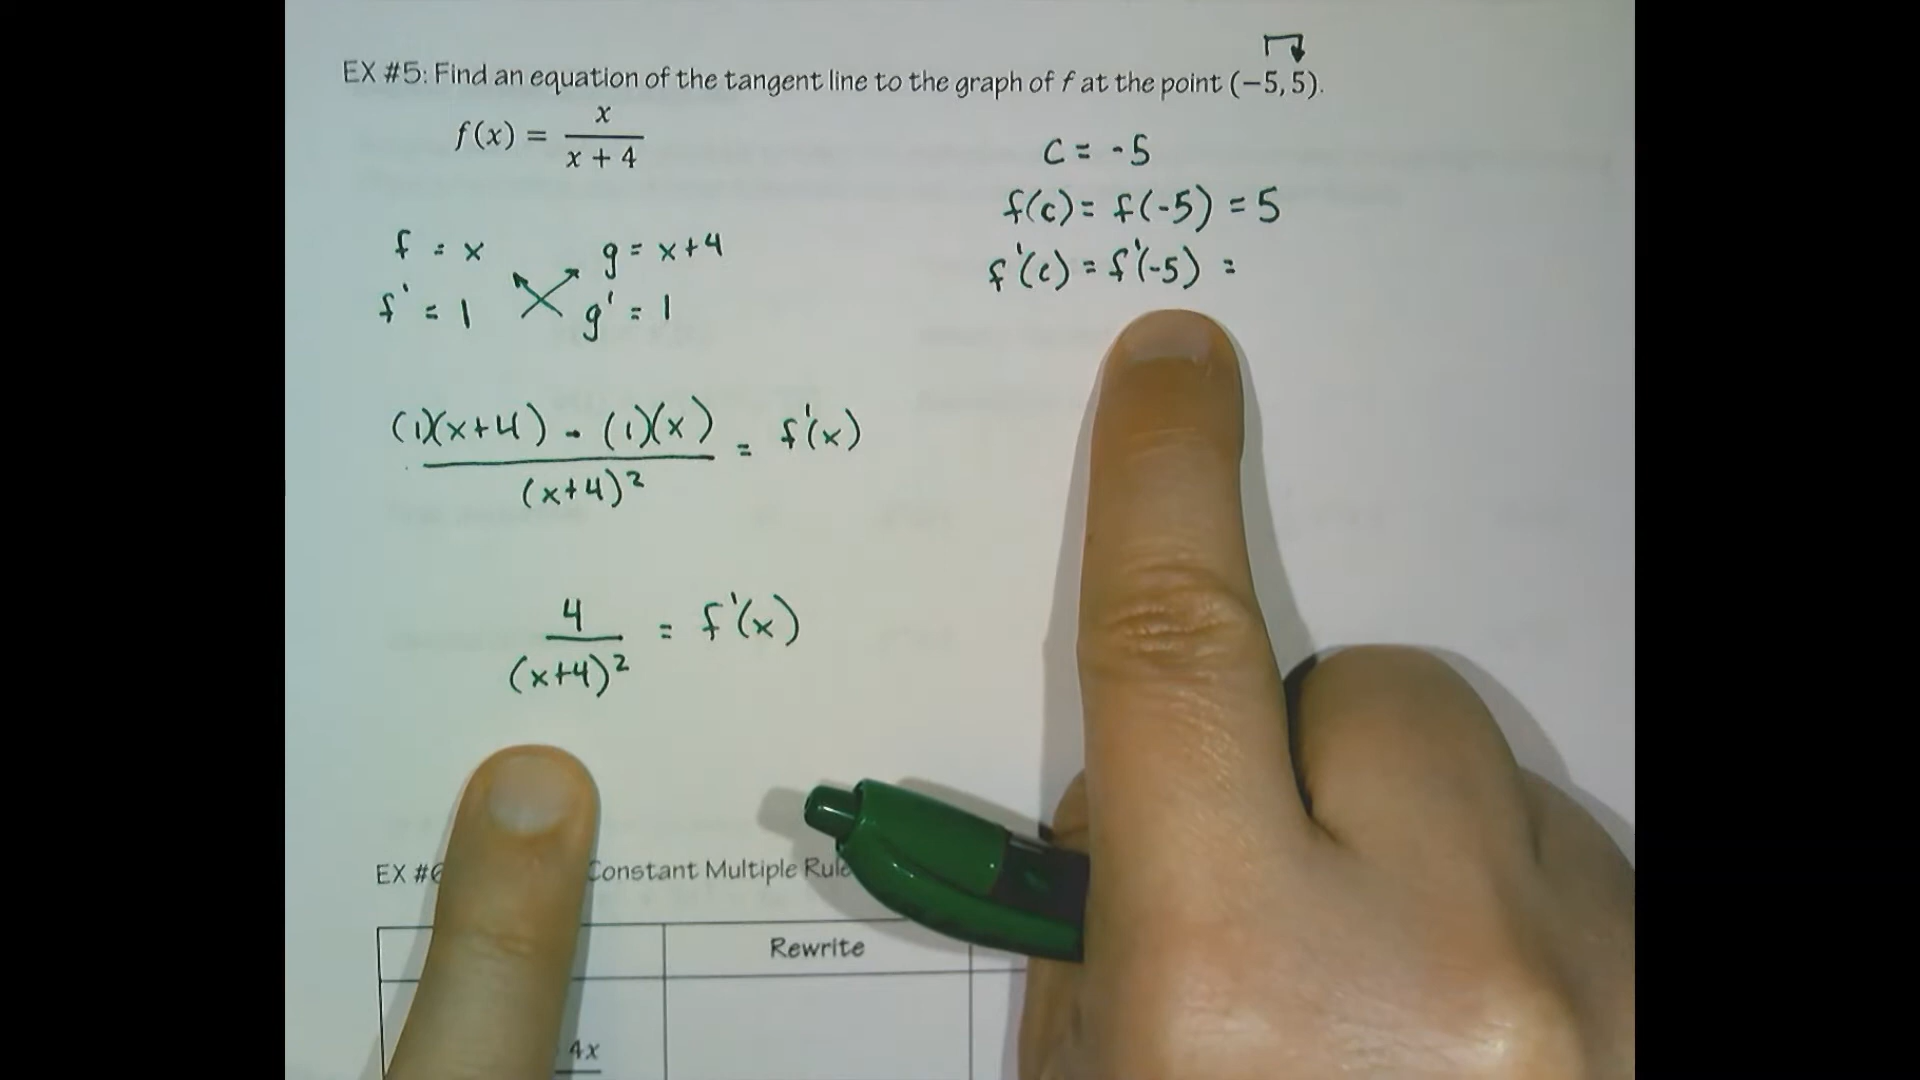 EX #5: Find an equation of the tangent line to the graph of f at the point (−5, 5).
f(x) = x / (x + 4)
c = -5
f(c) = f(-5) = 5
f'(c) = f'(-5) =
f = x g = x+4
f' = 1 g' = 1
(1)(x+4) - (1)(x) / (x+4)² = f'(x)
4 / (x+4)² = f'(x)
EX #6 Constant Multiple Rule
Rewrite
4x